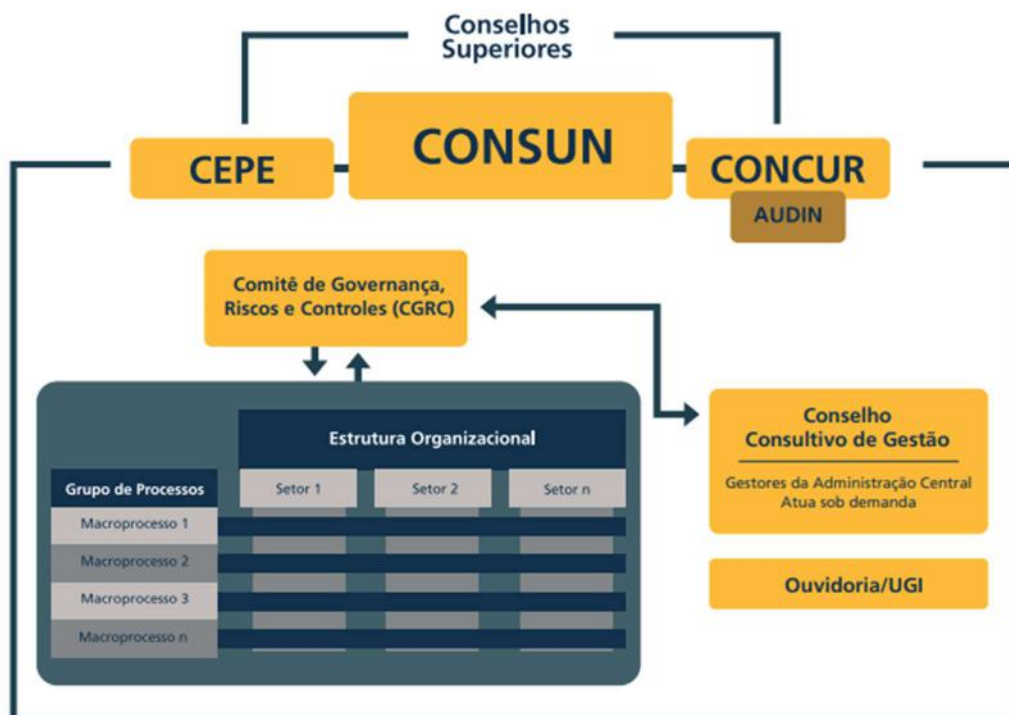 Conselhos
Superiores
CEPE
CONSUN
CONCUR
AUDIN
Comitê de Governança,
Riscos e Controles (CGRC)
Estrutura Organizacional
Grupo de Processos
Setor 1
Setor 2
Setor n
Macroprocesso 1
Macroprocesso 2
Macroprocesso 3
Macroprocesso n
Conselho
Consultivo de Gestão
Gestores da Administração Central
Atua sob demanda
Ouvidoria/UGI